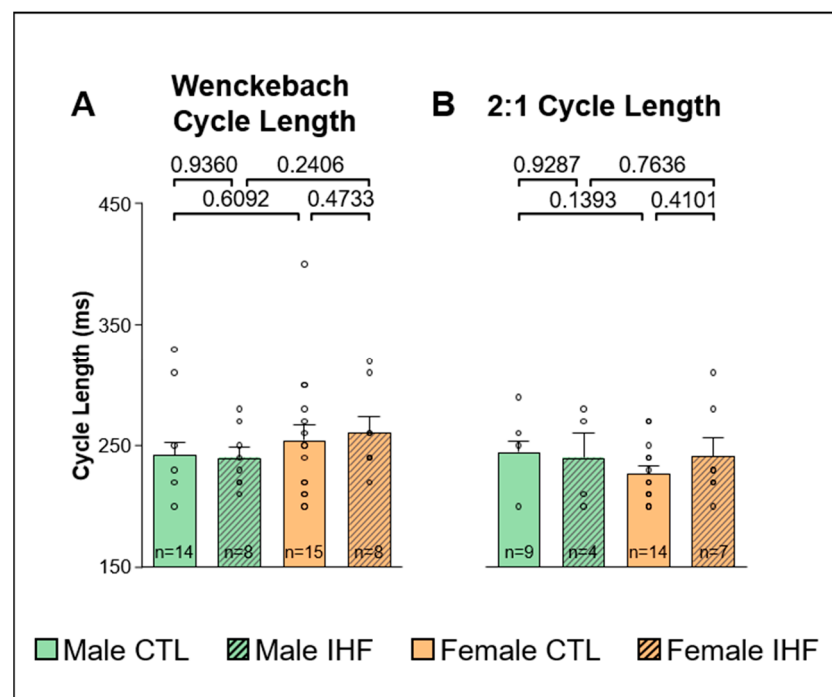 A
Wenckebach
Cycle Length
B
2:1 Cycle Length
0.9360
0.2406
0.6092
0.4733
0.9287
0.7636
0.1393
0.4101
Cycle Length (ms)
450
350
250
150
n=14
n=8
n=15
n=8
n=9
n=4
n=14
n=7
Male CTL
Male IHF
Female CTL
Female IHF